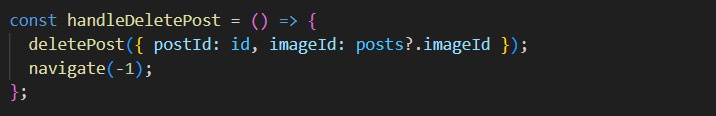 const handleDeletePost = () => {
  deletePost({ postId: id, imageId: posts?.imageId });
  navigate(-1);
};